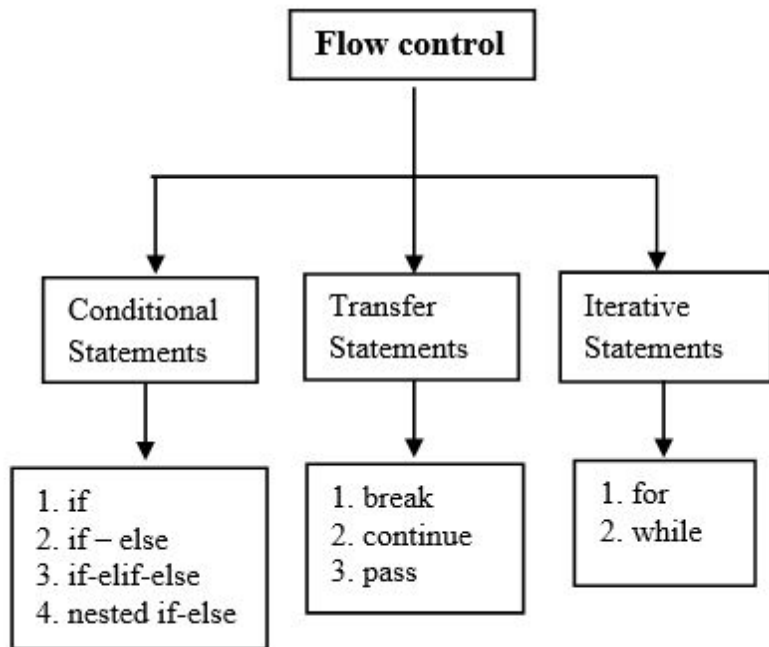 Flow control
Conditional
Statements
Transfer
Statements
Iterative
Statements
1. if
2. if – else
3. if-elif-else
4. nested if-else
1. break
2. continue
3. pass
1. for
2. while